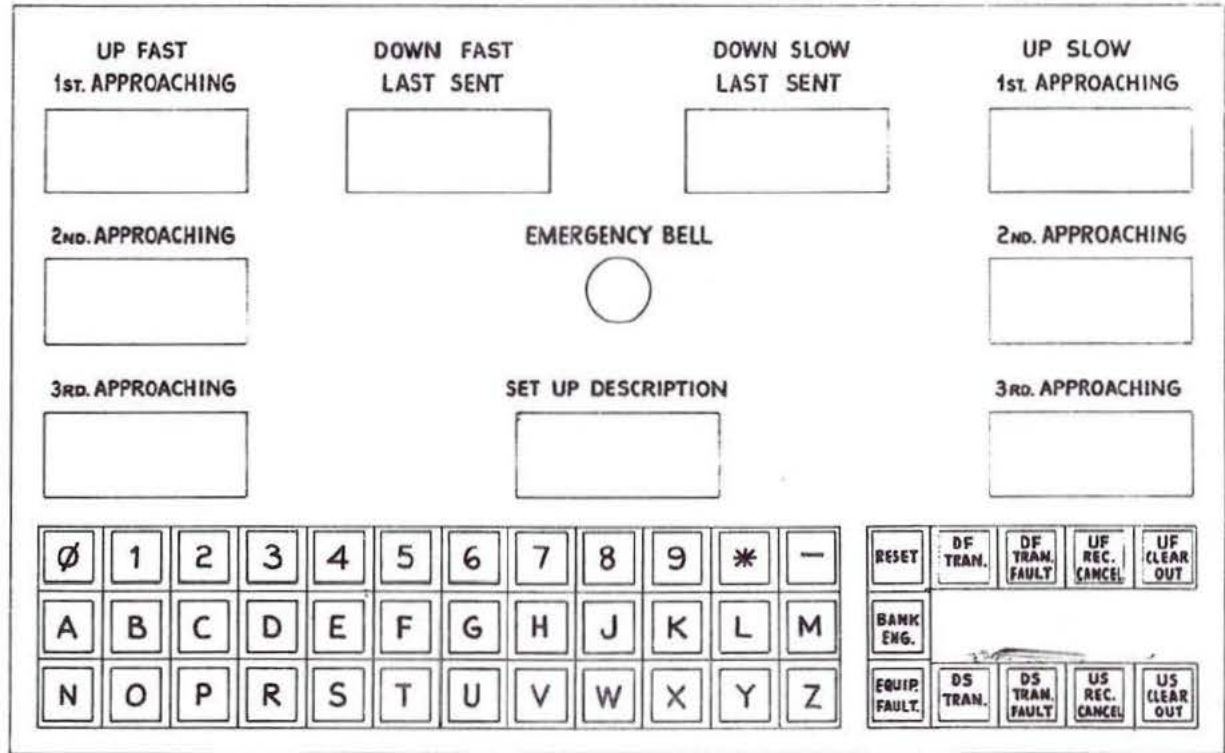 UP FAST
1ST. APPROACHING
DOWN FAST
LAST SENT
DOWN SLOW
LAST SENT
UP SLOW
1ST. APPROACHING
2ND. APPROACHING
EMERGENCY BELL
2ND. APPROACHING
3RD. APPROACHING
SET UP DESCRIPTION
3RD. APPROACHING
Ø 1 2 3 4 5 6 7 8 9 * —
A B C D E F G H J K L M
N O P R S T U V W X Y Z
RESET
DF
TRAN.
DF
TRAN.
FAULT
UF
REC.
CANCEL
UF
CLEAR
OUT
BANK
ENG.
EQUIP.
FAULT.
DS
TRAN.
DS
TRAN.
FAULT
US
REC.
CANCEL
US
CLEAR
OUT